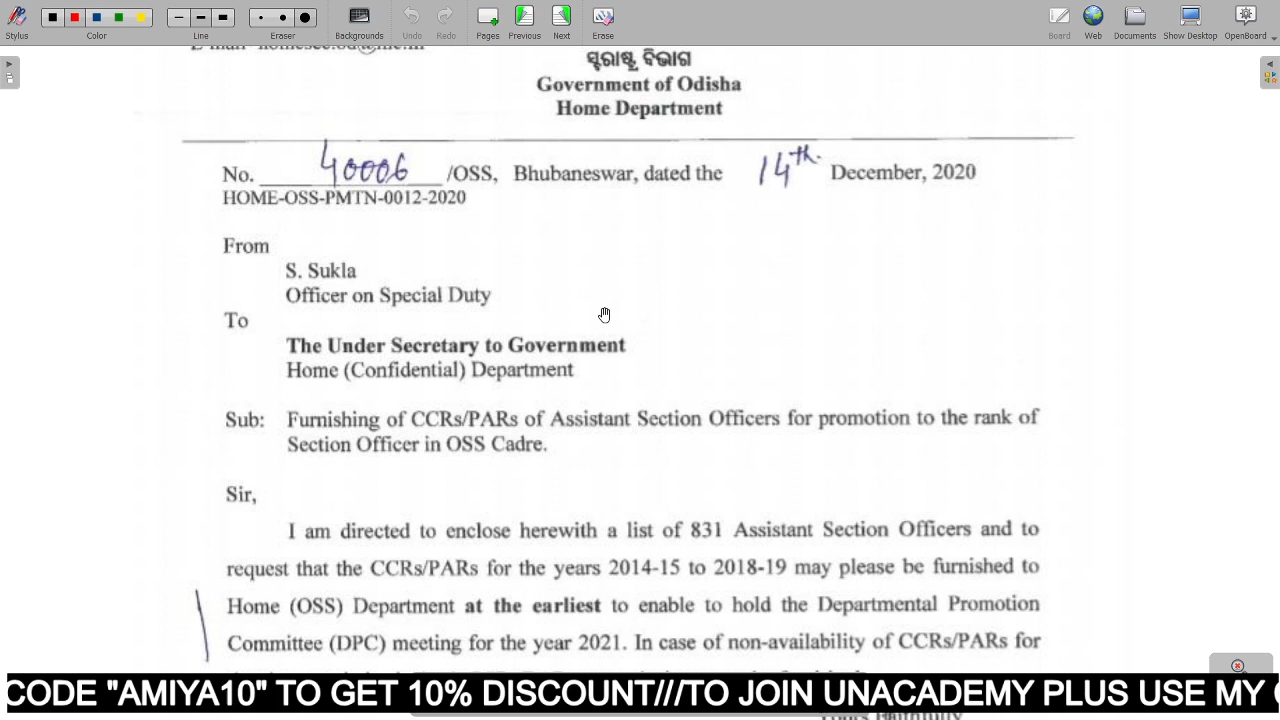 Stylus
Color
Line
Eraser
Backgrounds
Undo
Redo
Pages
Previous
Next
Erase
Board
Web
Documents
Show Desktop
OpenBoard
ସ୍ୱରାଷ୍ଟ୍ର ବିଭାଗ
Government of Odisha
Home Department
No. 40006 /OSS, Bhubaneswar, dated the 14th. December, 2020
HOME-OSS-PMTN-0012-2020
From
S. Sukla
Officer on Special Duty
To
The Under Secretary to Government
Home (Confidential) Department
Sub: Furnishing of CCRs/PARs of Assistant Section Officers for promotion to the rank of
Section Officer in OSS Cadre.
Sir,
I am directed to enclose herewith a list of 831 Assistant Section Officers and to
request that the CCRs/PARs for the years 2014-15 to 2018-19 may please be furnished to
Home (OSS) Department at the earliest to enable to hold the Departmental Promotion
Committee (DPC) meeting for the year 2021. In case of non-availability of CCRs/PARs for
CODE "AMIYA10" TO GET 10% DISCOUNT///TO JOIN UNACADEMY PLUS USE MY